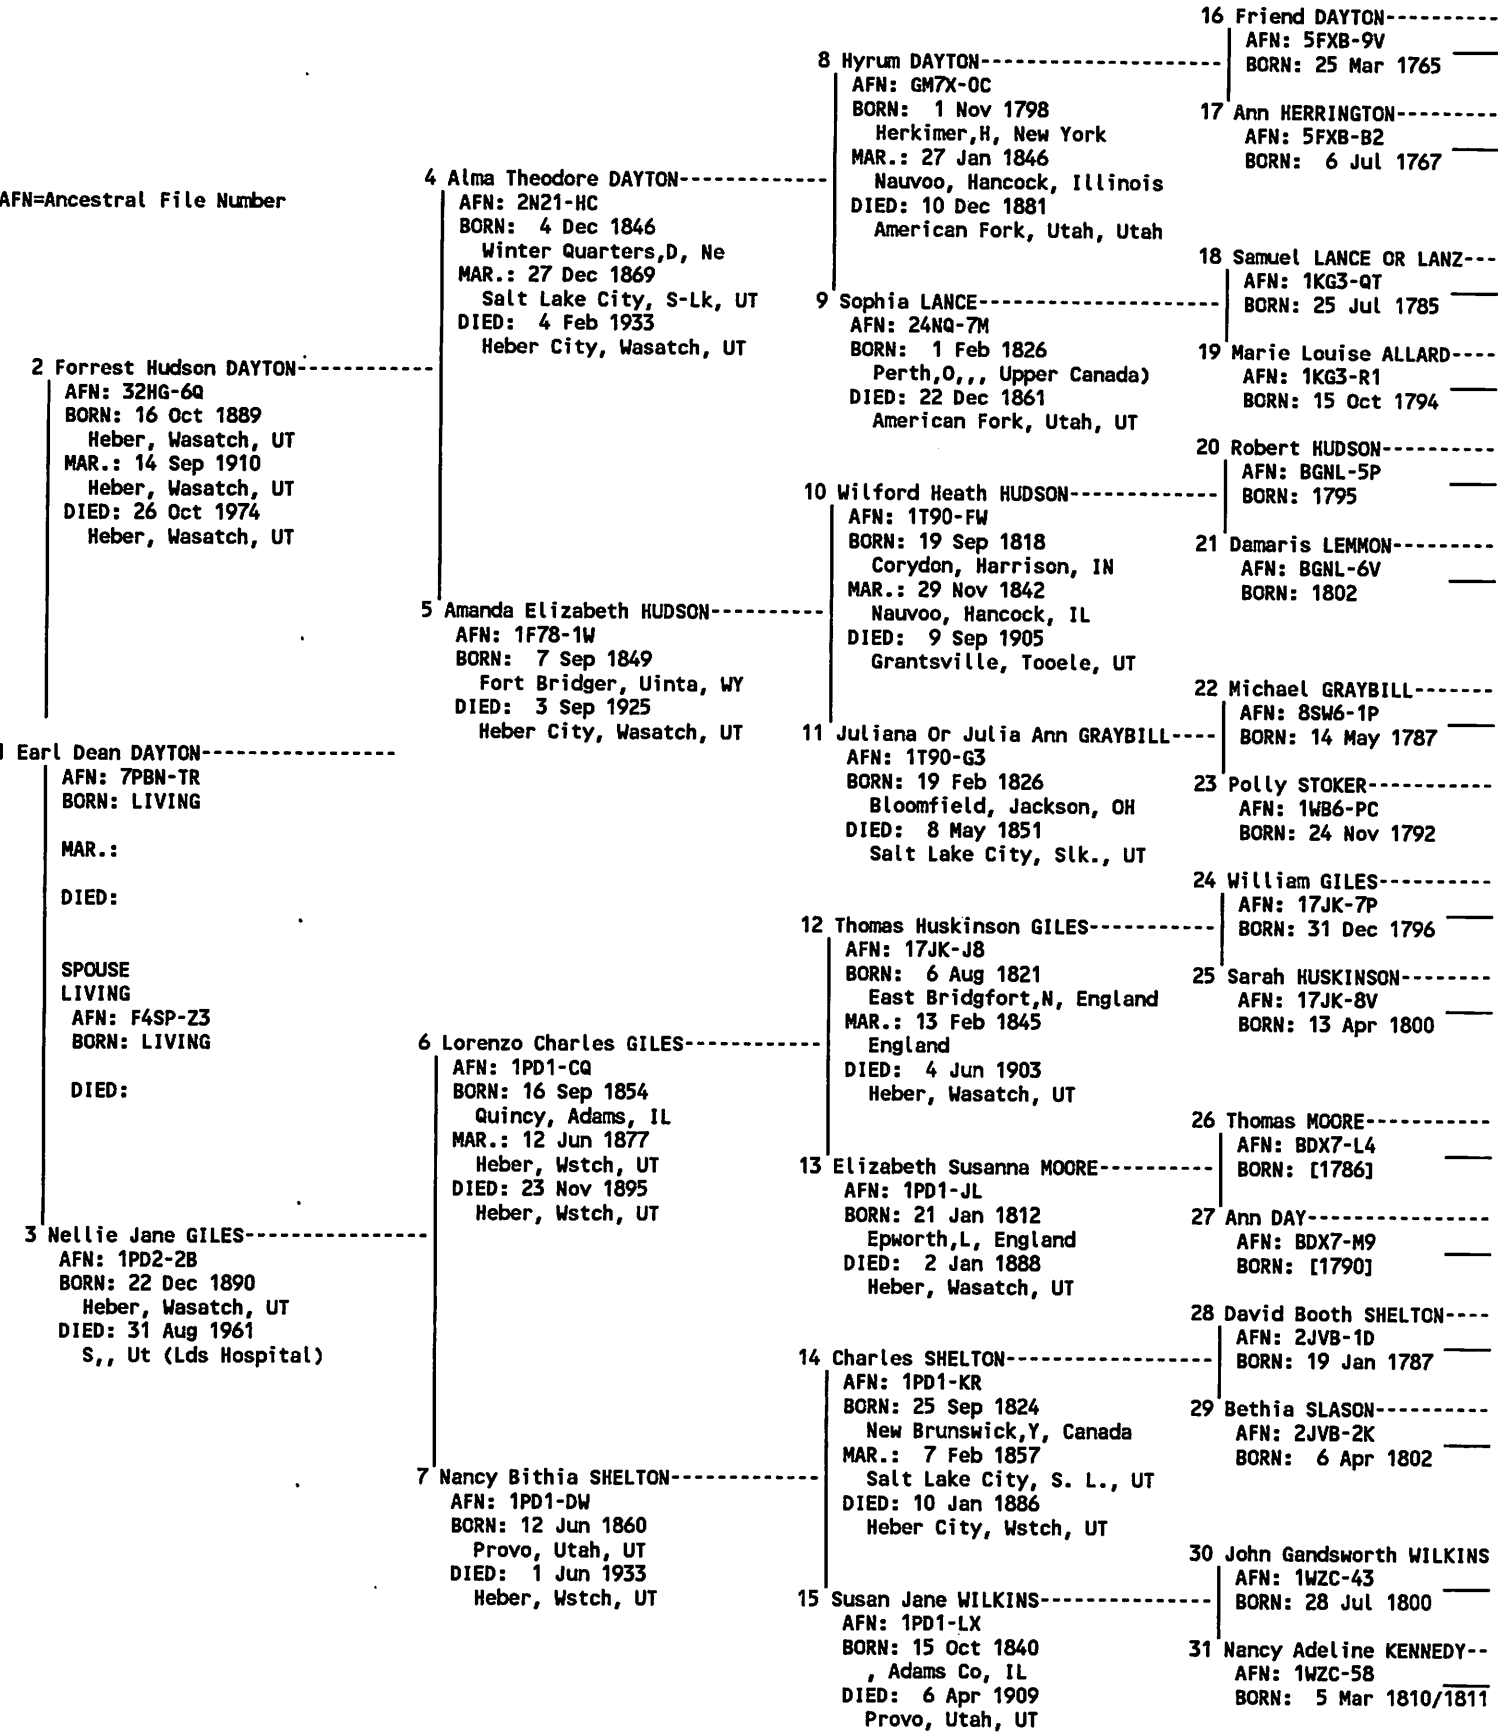 AFN=Ancestral File Number
1 Earl Dean DAYTON----------------
AFN: 7PBN-TR
BORN: LIVING
MAR.:
DIED:
SPOUSE
LIVING
AFN: F4SP-Z3
BORN: LIVING
DIED:
2 Forrest Hudson DAYTON------------
AFN: 32HG-6Q
BORN: 16 Oct 1889
Heber, Wasatch, UT
MAR.: 14 Sep 1910
Heber, Wasatch, UT
DIED: 26 Oct 1974
Heber, Wasatch, UT
3 Nellie Jane GILES----------------
AFN: 1PD2-2B
BORN: 22 Dec 1890
Heber, Wasatch, UT
DIED: 31 Aug 1961
S,, Ut (Lds Hospital)
4 Alma Theodore DAYTON-------------
AFN: 2N21-HC
BORN:  4 Dec 1846
Winter Quarters,D, Ne
MAR.: 27 Dec 1869
Salt Lake City, S-Lk, UT
DIED:  4 Feb 1933
Heber City, Wasatch, UT
5 Amanda Elizabeth HUDSON----------
AFN: 1F78-1W
BORN:  7 Sep 1849
Fort Bridger, Uinta, WY
DIED:  3 Sep 1925
Heber City, Wasatch, UT
6 Lorenzo Charles GILES------------
AFN: 1PD1-CQ
BORN: 16 Sep 1854
Quincy, Adams, IL
MAR.: 12 Jun 1877
Heber, Wstch, UT
DIED: 23 Nov 1895
Heber, Wstch, UT
7 Nancy Bithia SHELTON-------------
AFN: 1PD1-DW
BORN: 12 Jun 1860
Provo, Utah, UT
DIED:  1 Jun 1933
Heber, Wstch, UT
8 Hyrum DAYTON--------------------
AFN: GM7X-0C
BORN:  1 Nov 1798
Herkimer,H, New York
MAR.: 27 Jan 1846
Nauvoo, Hancock, Illinois
DIED: 10 Dec 1881
American Fork, Utah, Utah
9 Sophia LANCE--------------------
AFN: 24NQ-7M
BORN:  1 Feb 1826
Perth,O,,, Upper Canada)
DIED: 22 Dec 1861
American Fork, Utah, UT
10 Wilford Heath HUDSON-------------
AFN: 1T90-FW
BORN: 19 Sep 1818
Corydon, Harrison, IN
MAR.: 29 Nov 1842
Nauvoo, Hancock, IL
DIED:  9 Sep 1905
Grantsville, Tooele, UT
11 Juliana Or Julia Ann GRAYBILL----
AFN: 1T90-G3
BORN: 19 Feb 1826
Bloomfield, Jackson, OH
DIED:  8 May 1851
Salt Lake City, Slk., UT
12 Thomas Huskinson GILES-----------
AFN: 17JK-J8
BORN:  6 Aug 1821
East Bridgfort,N, England
MAR.: 13 Feb 1845
England
DIED:  4 Jun 1903
Heber, Wasatch, UT
13 Elizabeth Susanna MOORE----------
AFN: 1PD1-JL
BORN: 21 Jan 1812
Epworth,L, England
DIED:  2 Jan 1888
Heber, Wasatch, UT
14 Charles SHELTON------------------
AFN: 1PD1-KR
BORN: 25 Sep 1824
New Brunswick,Y, Canada
MAR.:  7 Feb 1857
Salt Lake City, S. L., UT
DIED: 10 Jan 1886
Heber City, Wstch, UT
15 Susan Jane WILKINS---------------
AFN: 1PD1-LX
BORN: 15 Oct 1840
, Adams Co, IL
DIED:  6 Apr 1909
Provo, Utah, UT
16 Friend DAYTON----------
AFN: 5FXB-9V
BORN: 25 Mar 1765
17 Ann HERRINGTON---------
AFN: 5FXB-B2
BORN:  6 Jul 1767
18 Samuel LANCE OR LANZ---
AFN: 1KG3-QT
BORN: 25 Jul 1785
19 Marie Louise ALLARD----
AFN: 1KG3-R1
BORN: 15 Oct 1794
20 Robert HUDSON----------
AFN: BGNL-5P
BORN: 1795
21 Damaris LEMMON---------
AFN: BGNL-6V
BORN: 1802
22 Michael GRAYBILL-------
AFN: 8SW6-1P
BORN: 14 May 1787
23 Polly STOKER-----------
AFN: 1WB6-PC
BORN: 24 Nov 1792
24 William GILES----------
AFN: 17JK-7P
BORN: 31 Dec 1796
25 Sarah HUSKINSON--------
AFN: 17JK-8V
BORN: 13 Apr 1800
26 Thomas MOORE-----------
AFN: BDX7-L4
BORN: [1786]
27 Ann DAY----------------
AFN: BDX7-M9
BORN: [1790]
28 David Booth SHELTON----
AFN: 2JVB-1D
BORN: 19 Jan 1787
29 Bethia SLASON----------
AFN: 2JVB-2K
BORN:  6 Apr 1802
30 John Gandsworth WILKINS
AFN: 1WZC-43
BORN: 28 Jul 1800
31 Nancy Adeline KENNEDY--
AFN: 1WZC-58
BORN:  5 Mar 1810/1811